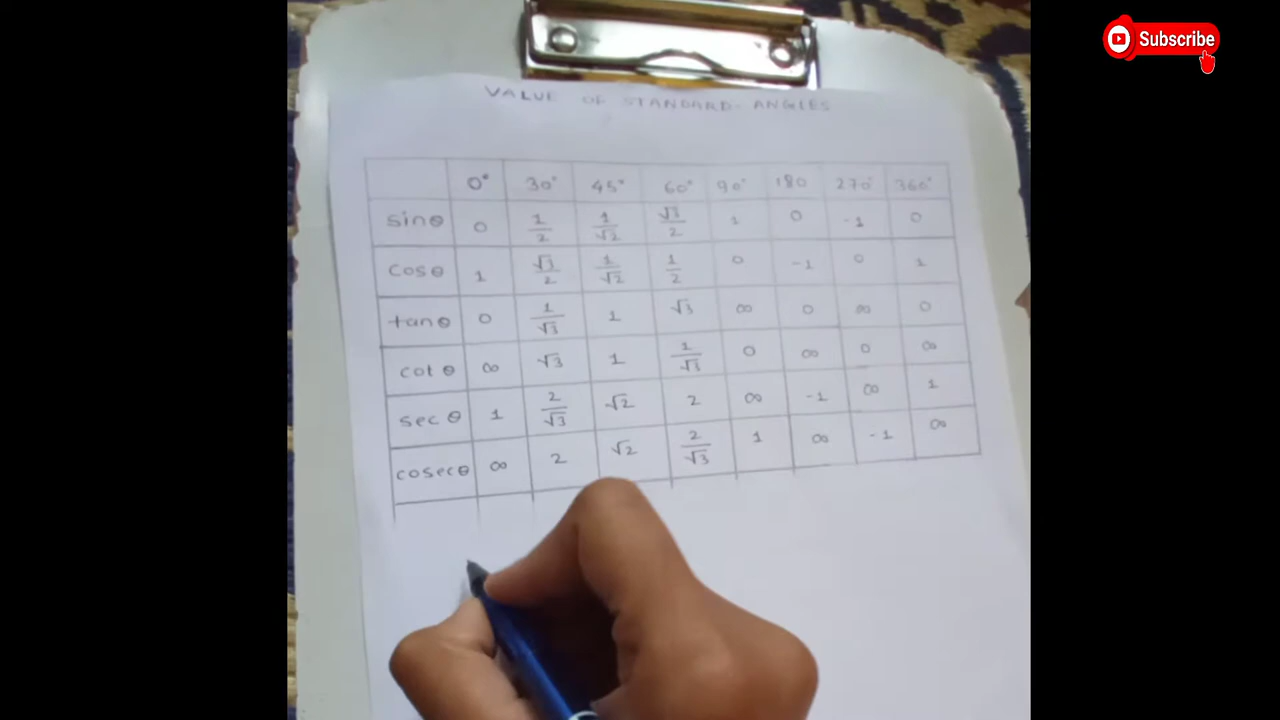 Subscribe
VALUE OF STANDARD ANGLES
0° 30° 45° 60° 90° 180 270° 360°
sinθ 0 1/2 1/√2 √3/2 1 0 -1 0
cosθ 1 √3/2 1/√2 1/2 0 -1 0 1
tanθ 0 1/√3 1 √3 ∞ 0 ∞ 0
cotθ ∞ √3 1 1/√3 0 ∞ 0 ∞
secθ 1 2/√3 √2 2 ∞ -1 ∞ 1
cosecθ ∞ 2 √2 2/√3 1 ∞ -1 ∞